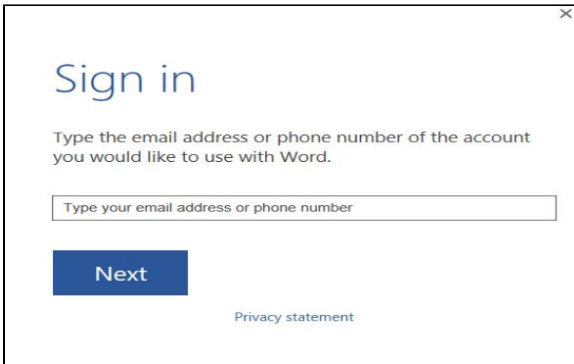 Sign in
Type the email address or phone number of the account
you would like to use with Word.
Type your email address or phone number
Next
Privacy statement